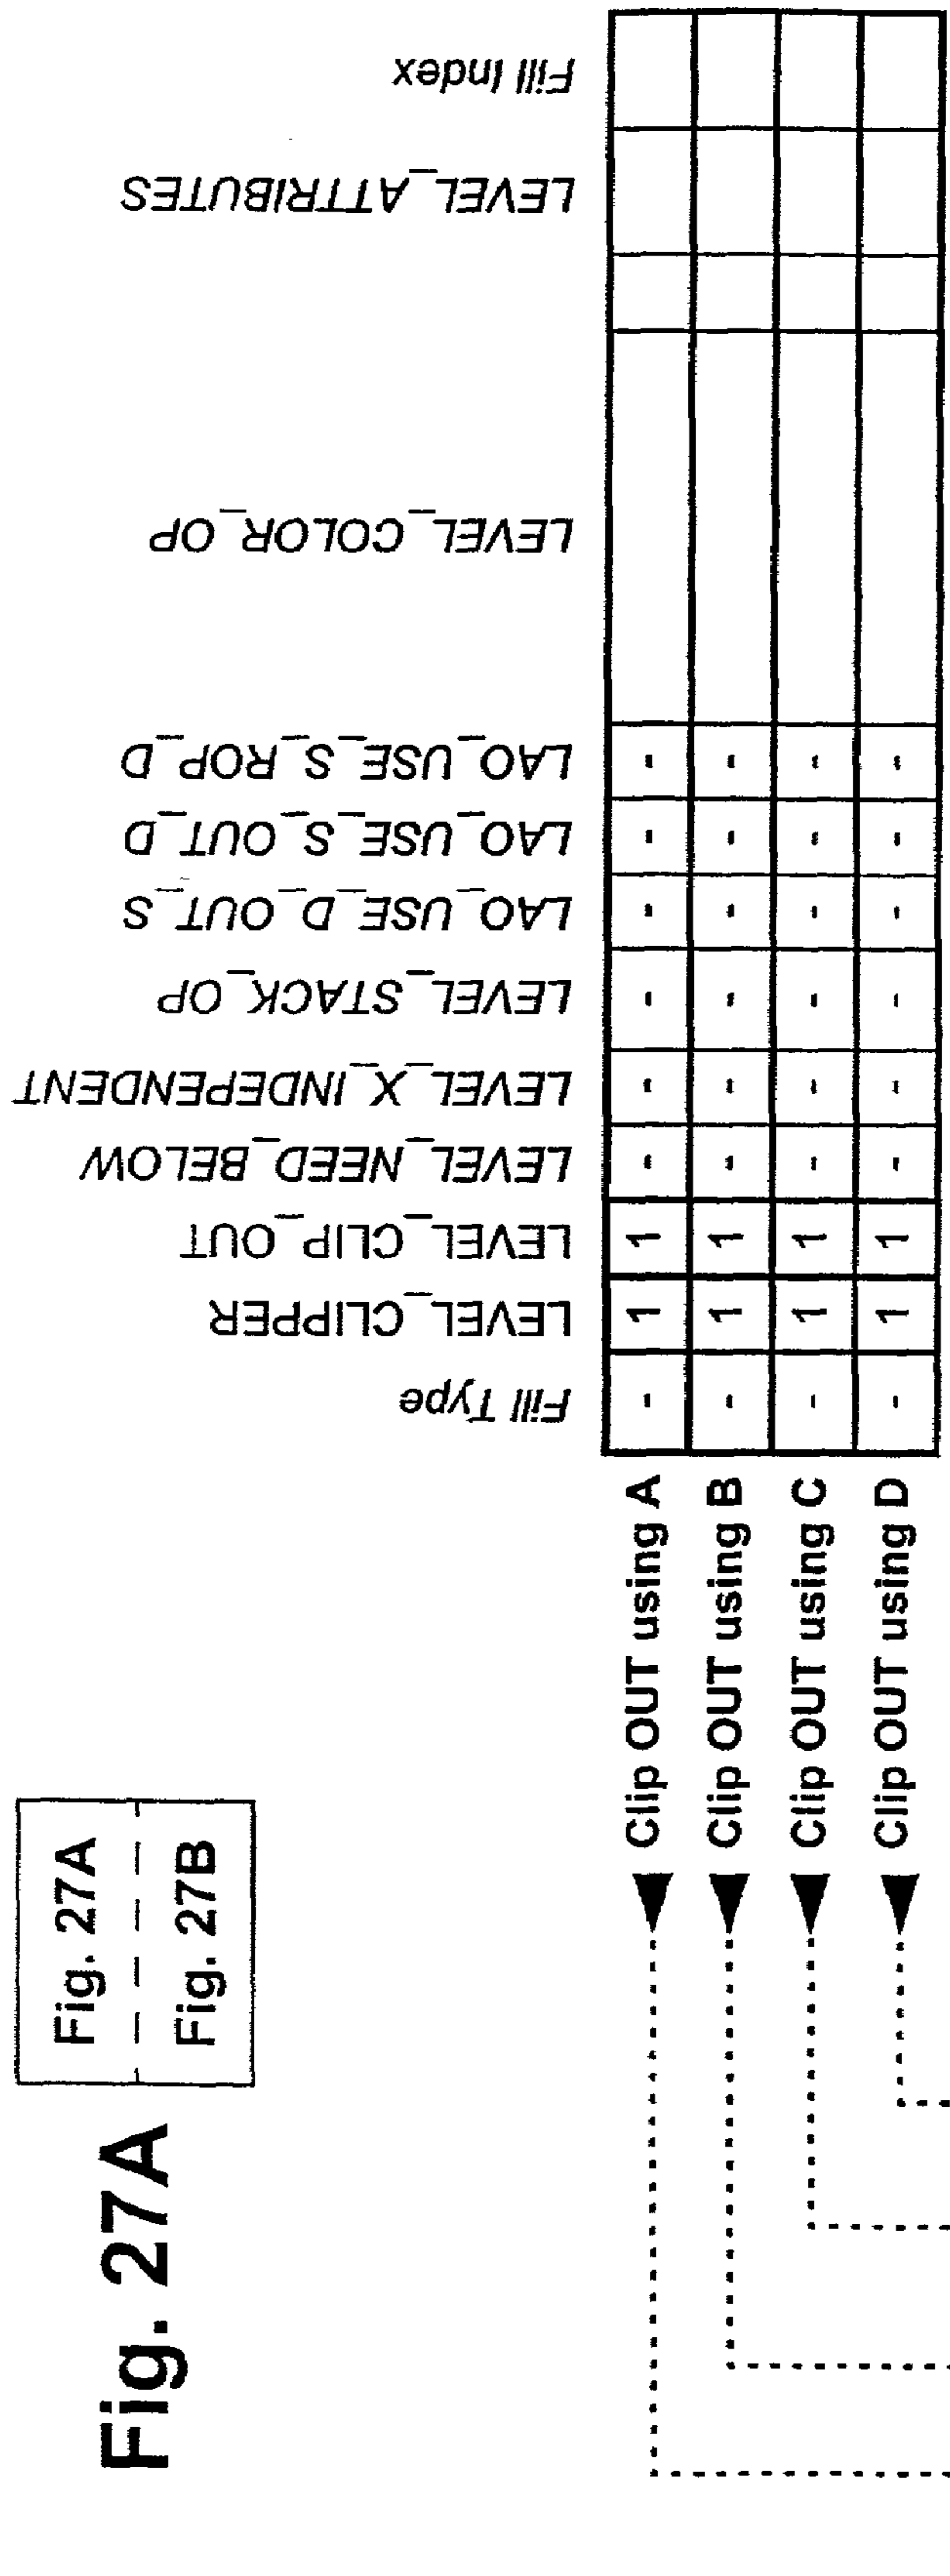 Fig. 27A
Fig. 27A
Fig. 27B
Fill Type
LEVEL_CLIPPER
LEVEL_CLIP_OUT
LEVEL_NEED_BELOW
LEVEL_X_INDEPENDENT
LEVEL_STACK_OP
LAO_USE_D_OUT_S
LAO_USE_S_OUT_D
LAO_USE_S_ROP_D
LEVEL_COLOR_OP
LEVEL_ATTRIBUTES
Fill Index
Clip OUT using A - 1 1 - - - - - -
Clip OUT using B - 1 1 - - - - - -
Clip OUT using C - 1 1 - - - - - -
Clip OUT using D - 1 1 - - - - - -